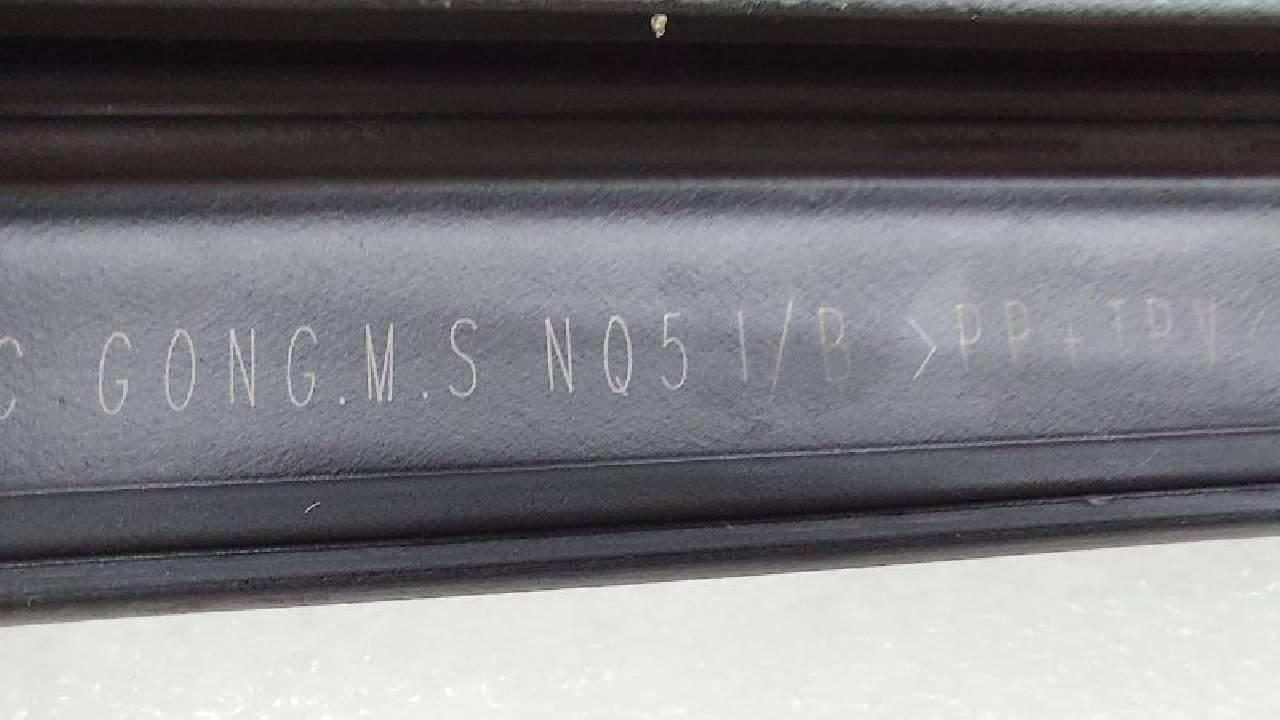 C GONG.M.S NQ5 I/B >PP+TPV<